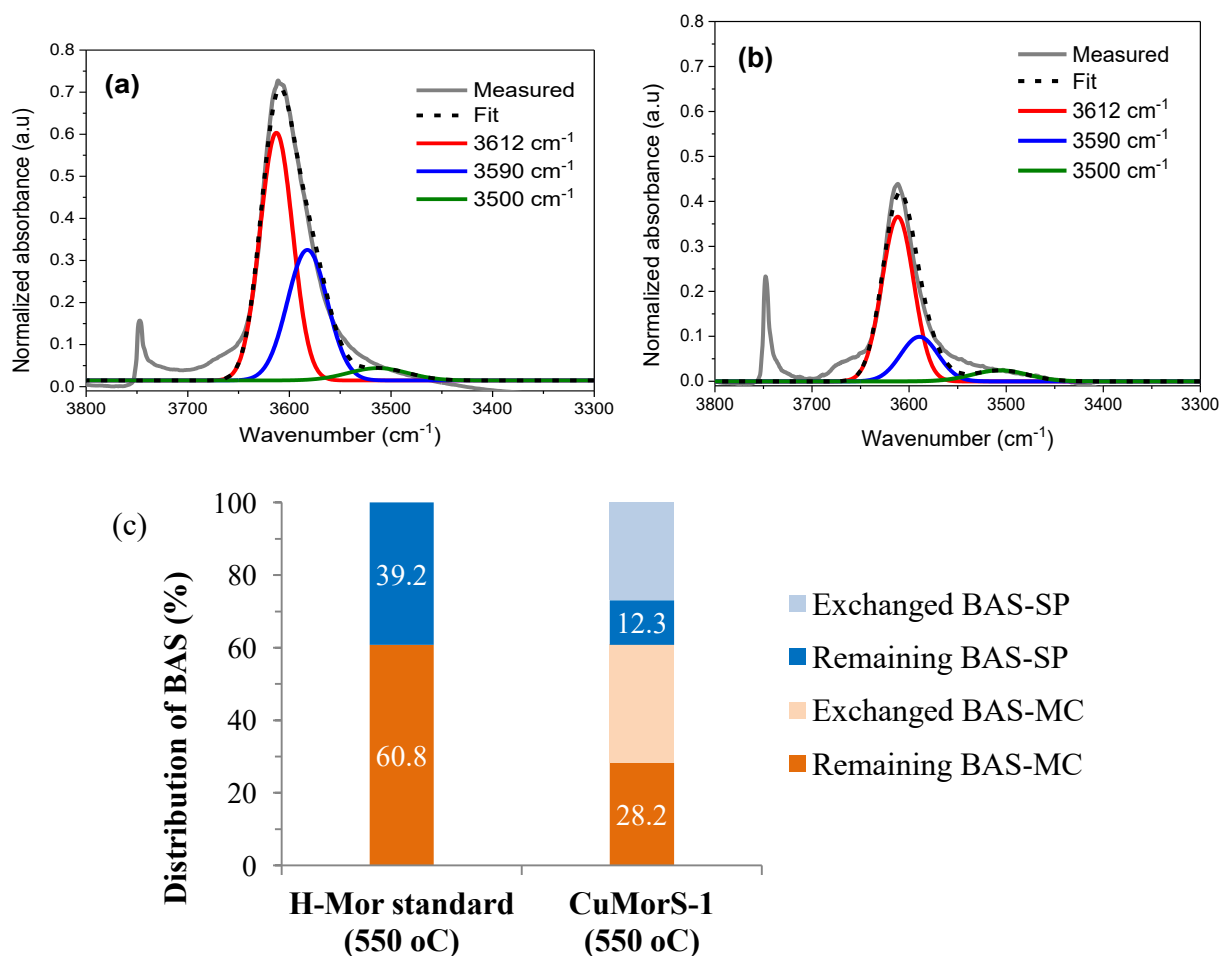 (a)
Measured
Fit
3612 cm⁻¹
3590 cm⁻¹
3500 cm⁻¹
Normalized absorbance (a.u)
0.8
0.7
0.6
0.5
0.4
0.3
0.2
0.1
0.0
3800 3700 3600 3500 3400 3300
Wavenumber (cm⁻¹)
(b)
Measured
Fit
3612 cm⁻¹
3590 cm⁻¹
3500 cm⁻¹
Normalized absorbance (a.u)
0.8
0.7
0.6
0.5
0.4
0.3
0.2
0.1
0.0
3800 3700 3600 3500 3400 3300
Wavenumber (cm⁻¹)
(c)
Distribution of BAS (%)
100
80
60
40
20
0
39.2
60.8
12.3
28.2
H-Mor standard
(550 oC)
CuMorS-1
(550 oC)
Exchanged BAS-SP
Remaining BAS-SP
Exchanged BAS-MC
Remaining BAS-MC